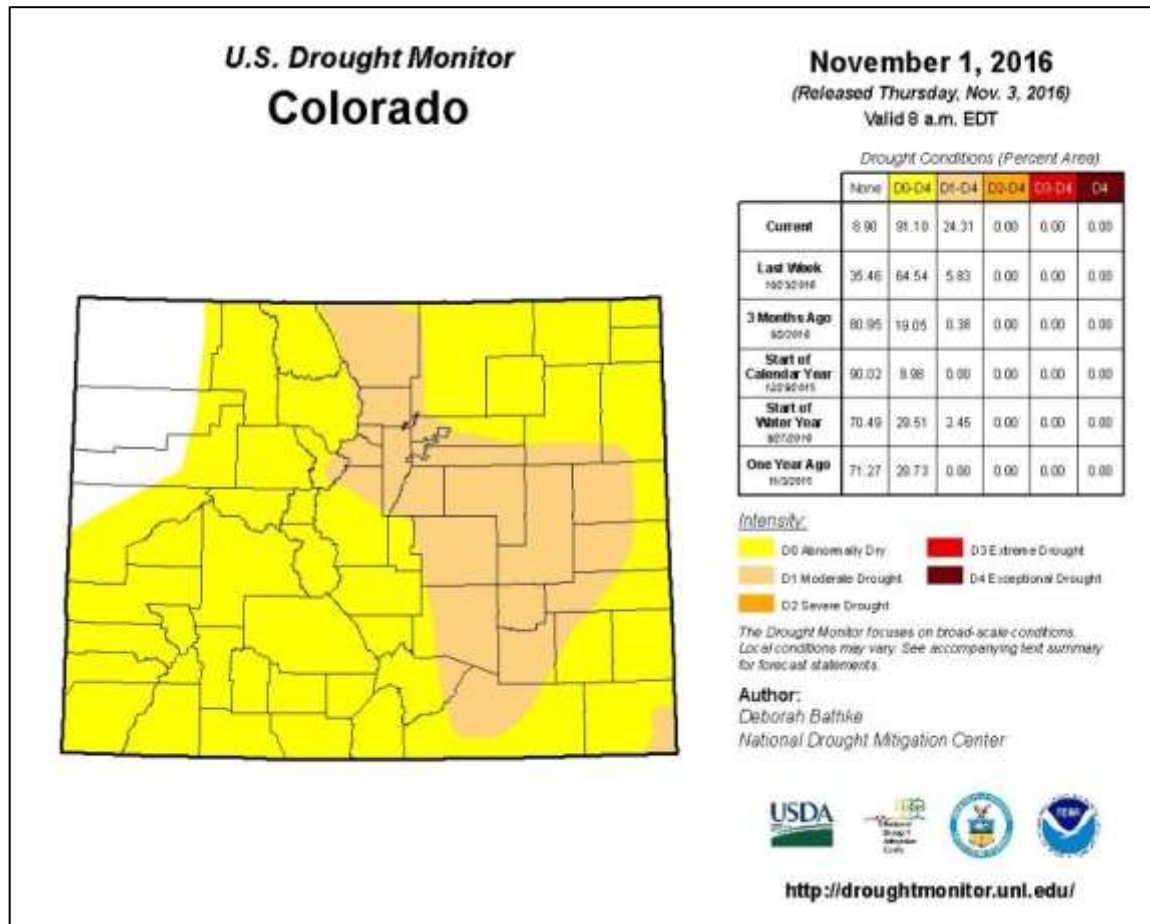 U.S. Drought Monitor
Colorado
November 1, 2016
(Released Thursday, Nov. 3, 2016)
Valid 8 a.m. EDT
Drought Conditions (Percent Area)
None D0-D4 D1-D4 D2-D4 D3-D4 D4
Current 8.90 91.10 24.31 0.00 0.00 0.00
Last Week 35.46 64.54 5.83 0.00 0.00 0.00
3 Months Ago 80.95 19.05 0.38 0.00 0.00 0.00
Start of
Calendar Year 90.02 9.98 0.00 0.00 0.00 0.00
Start of
Water Year 70.49 29.51 2.45 0.00 0.00 0.00
One Year Ago 71.27 28.73 0.00 0.00 0.00 0.00
Intensity:
D0 Abnormally Dry
D3 Extreme Drought
D1 Moderate Drought
D4 Exceptional Drought
D2 Severe Drought
The Drought Monitor focuses on broad-scale conditions.
Local conditions may vary. See accompanying text summary
for forecast statements.
Author:
Deborah Bathke
National Drought Mitigation Center
USDA
http://droughtmonitor.unl.edu/